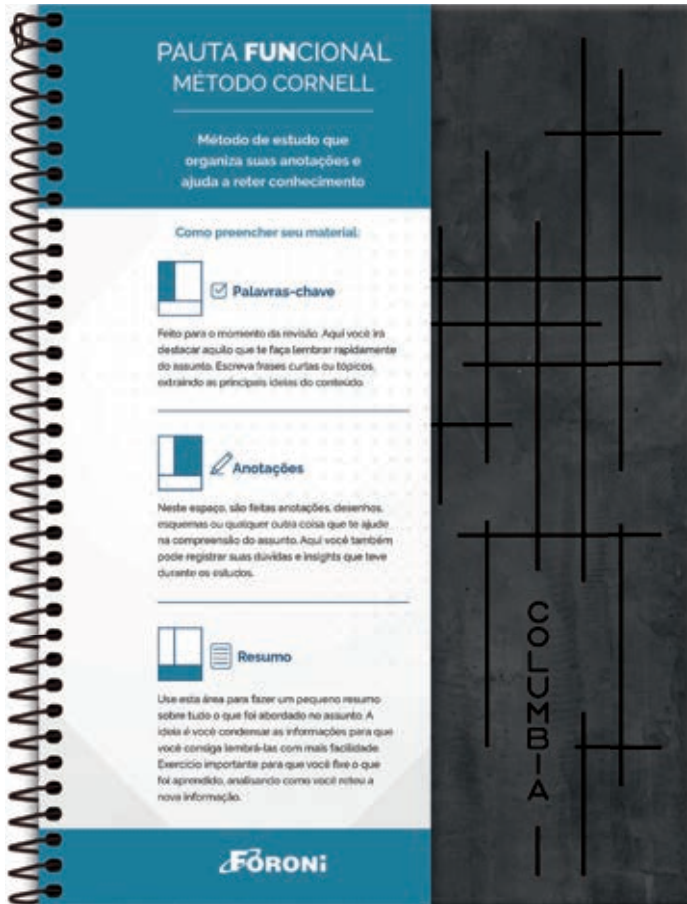 PAUTA FUNCIONAL
MÉTODO CORNELL
Método de estudo que
organiza suas anotações e
ajuda a reter conhecimento
Como preencher seu material:
Palavras-chave
Feito para o momento da revisão. Aqui você irá
destacar aquilo que te faça lembrar rapidamente
do assunto. Escreva frases curtas ou tópicos,
extraindo as principais ideias do conteúdo.
Anotações
Neste espaço, são feitas anotações, desenhos,
esquemas ou qualquer outra coisa que te ajude
na compreensão do assunto. Aqui você também
pode registrar suas dúvidas e insights que teve
durante os estudos.
Resumo
Use esta área para fazer um pequeno resumo
sobre tudo o que foi abordado no assunto. A
ideia é você condensar as informações para que
você consiga lembrá-las com mais facilidade.
Exercício importante para que você fixe o que
foi aprendido, analisando como você reteu a
nova informação.
FORONi
COLUMBIA